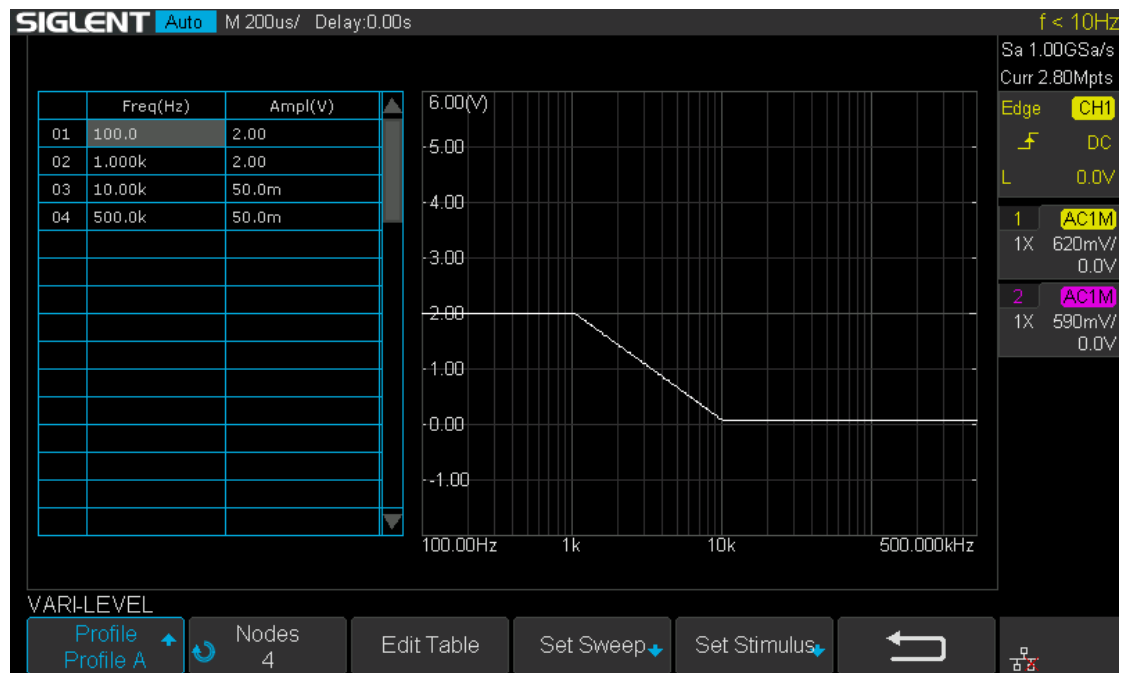 SIGLENT Auto M 200us/ Delay:0.00s f < 10Hz
Sa 1.00GSa/s
Curr 2.80Mpts
Edge CH1
DC
L 0.0V
1 AC1M
1X 620mV/
0.0V
2 AC1M
1X 590mV/
0.0V
Freq(Hz) Ampl(V)
01 100.0 2.00
02 1.000k 2.00
03 10.00k 50.0m
04 500.0k 50.0m
6.00(V)
5.00
4.00
3.00
2.00
1.00
0.00
-1.00
100.00Hz 1k 10k 500.000kHz
VARI-LEVEL
Profile
Profile A
Nodes
4
Edit Table
Set Sweep
Set Stimulus